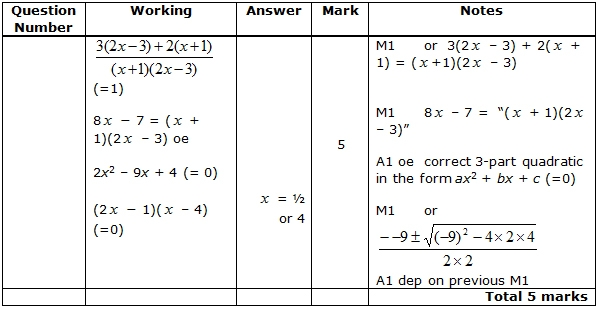 Question Number
Working
Answer
Mark
Notes
3(2x−3)+2(x+1)
(x+1)(2x−3)
(=1)
8x − 7 = (x +
1)(2x − 3) oe
2x² – 9x + 4 (= 0)
(2x − 1)(x − 4)
(=0)
x = ½
or 4
5
M1 or 3(2x − 3) + 2(x +
1) = (x+1)(2x − 3)
M1 8x − 7 = "(x + 1)(2x
− 3)"
A1 oe correct 3-part quadratic
in the form ax² + bx + c (=0)
M1 or
−−9±√((−9)²−4×2×4)
2×2
A1 dep on previous M1
Total 5 marks